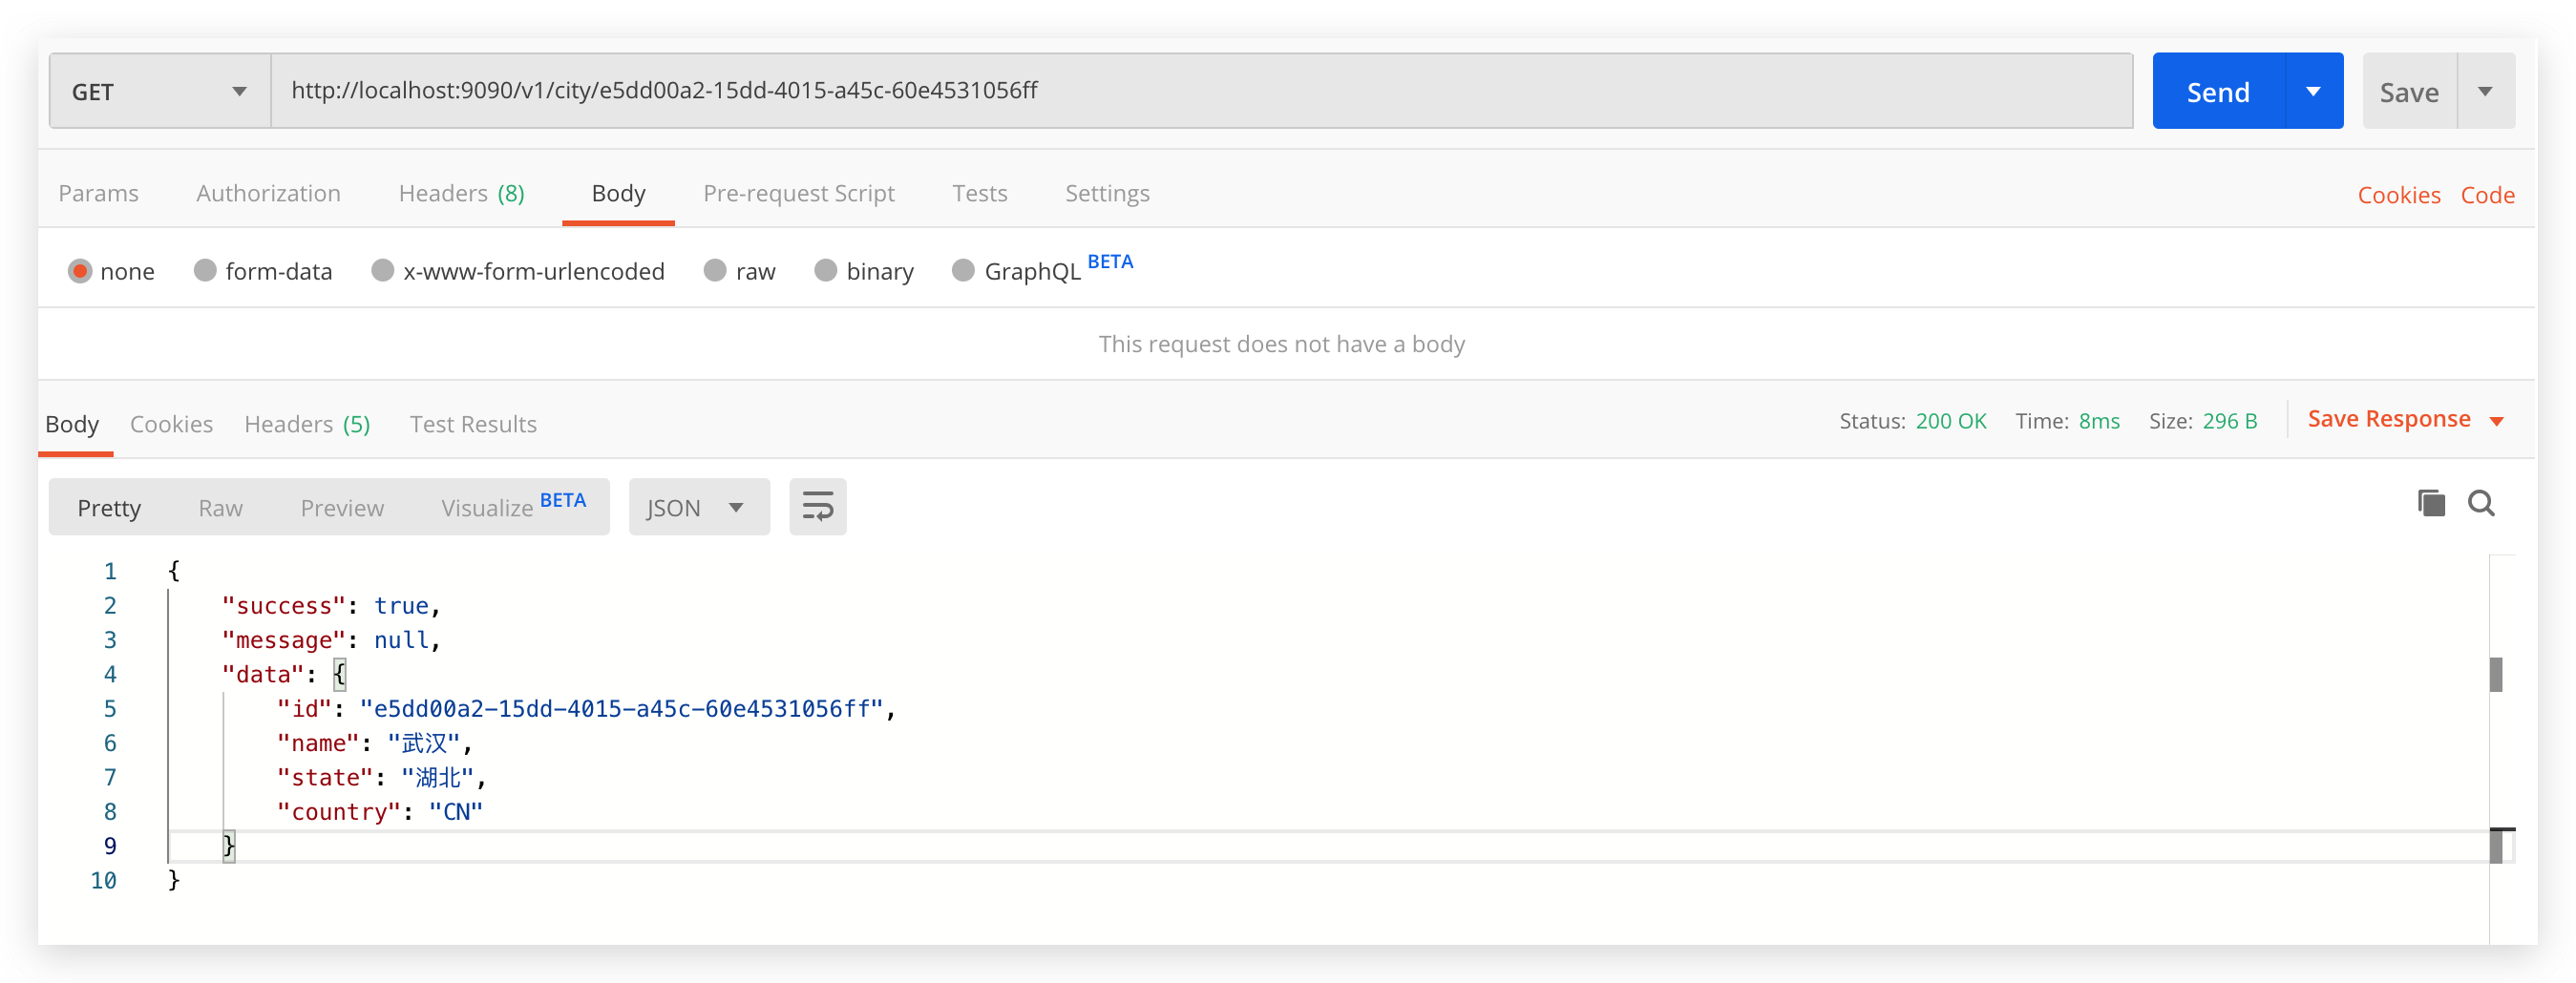 GET http://localhost:9090/v1/city/e5dd00a2-15dd-4015-a45c-60e4531056ff Send Save
Params Authorization Headers (8) Body Pre-request Script Tests Settings Cookies Code
none form-data x-www-form-urlencoded raw binary GraphQL BETA
This request does not have a body
Body Cookies Headers (5) Test Results Status: 200 OK Time: 8ms Size: 296 B Save Response
Pretty Raw Preview Visualize BETA JSON
1 {
2 "success": true,
3 "message": null,
4 "data": {
5 "id": "e5dd00a2-15dd-4015-a45c-60e4531056ff",
6 "name": "武汉",
7 "state": "湖北",
8 "country": "CN"
9 }
10 }